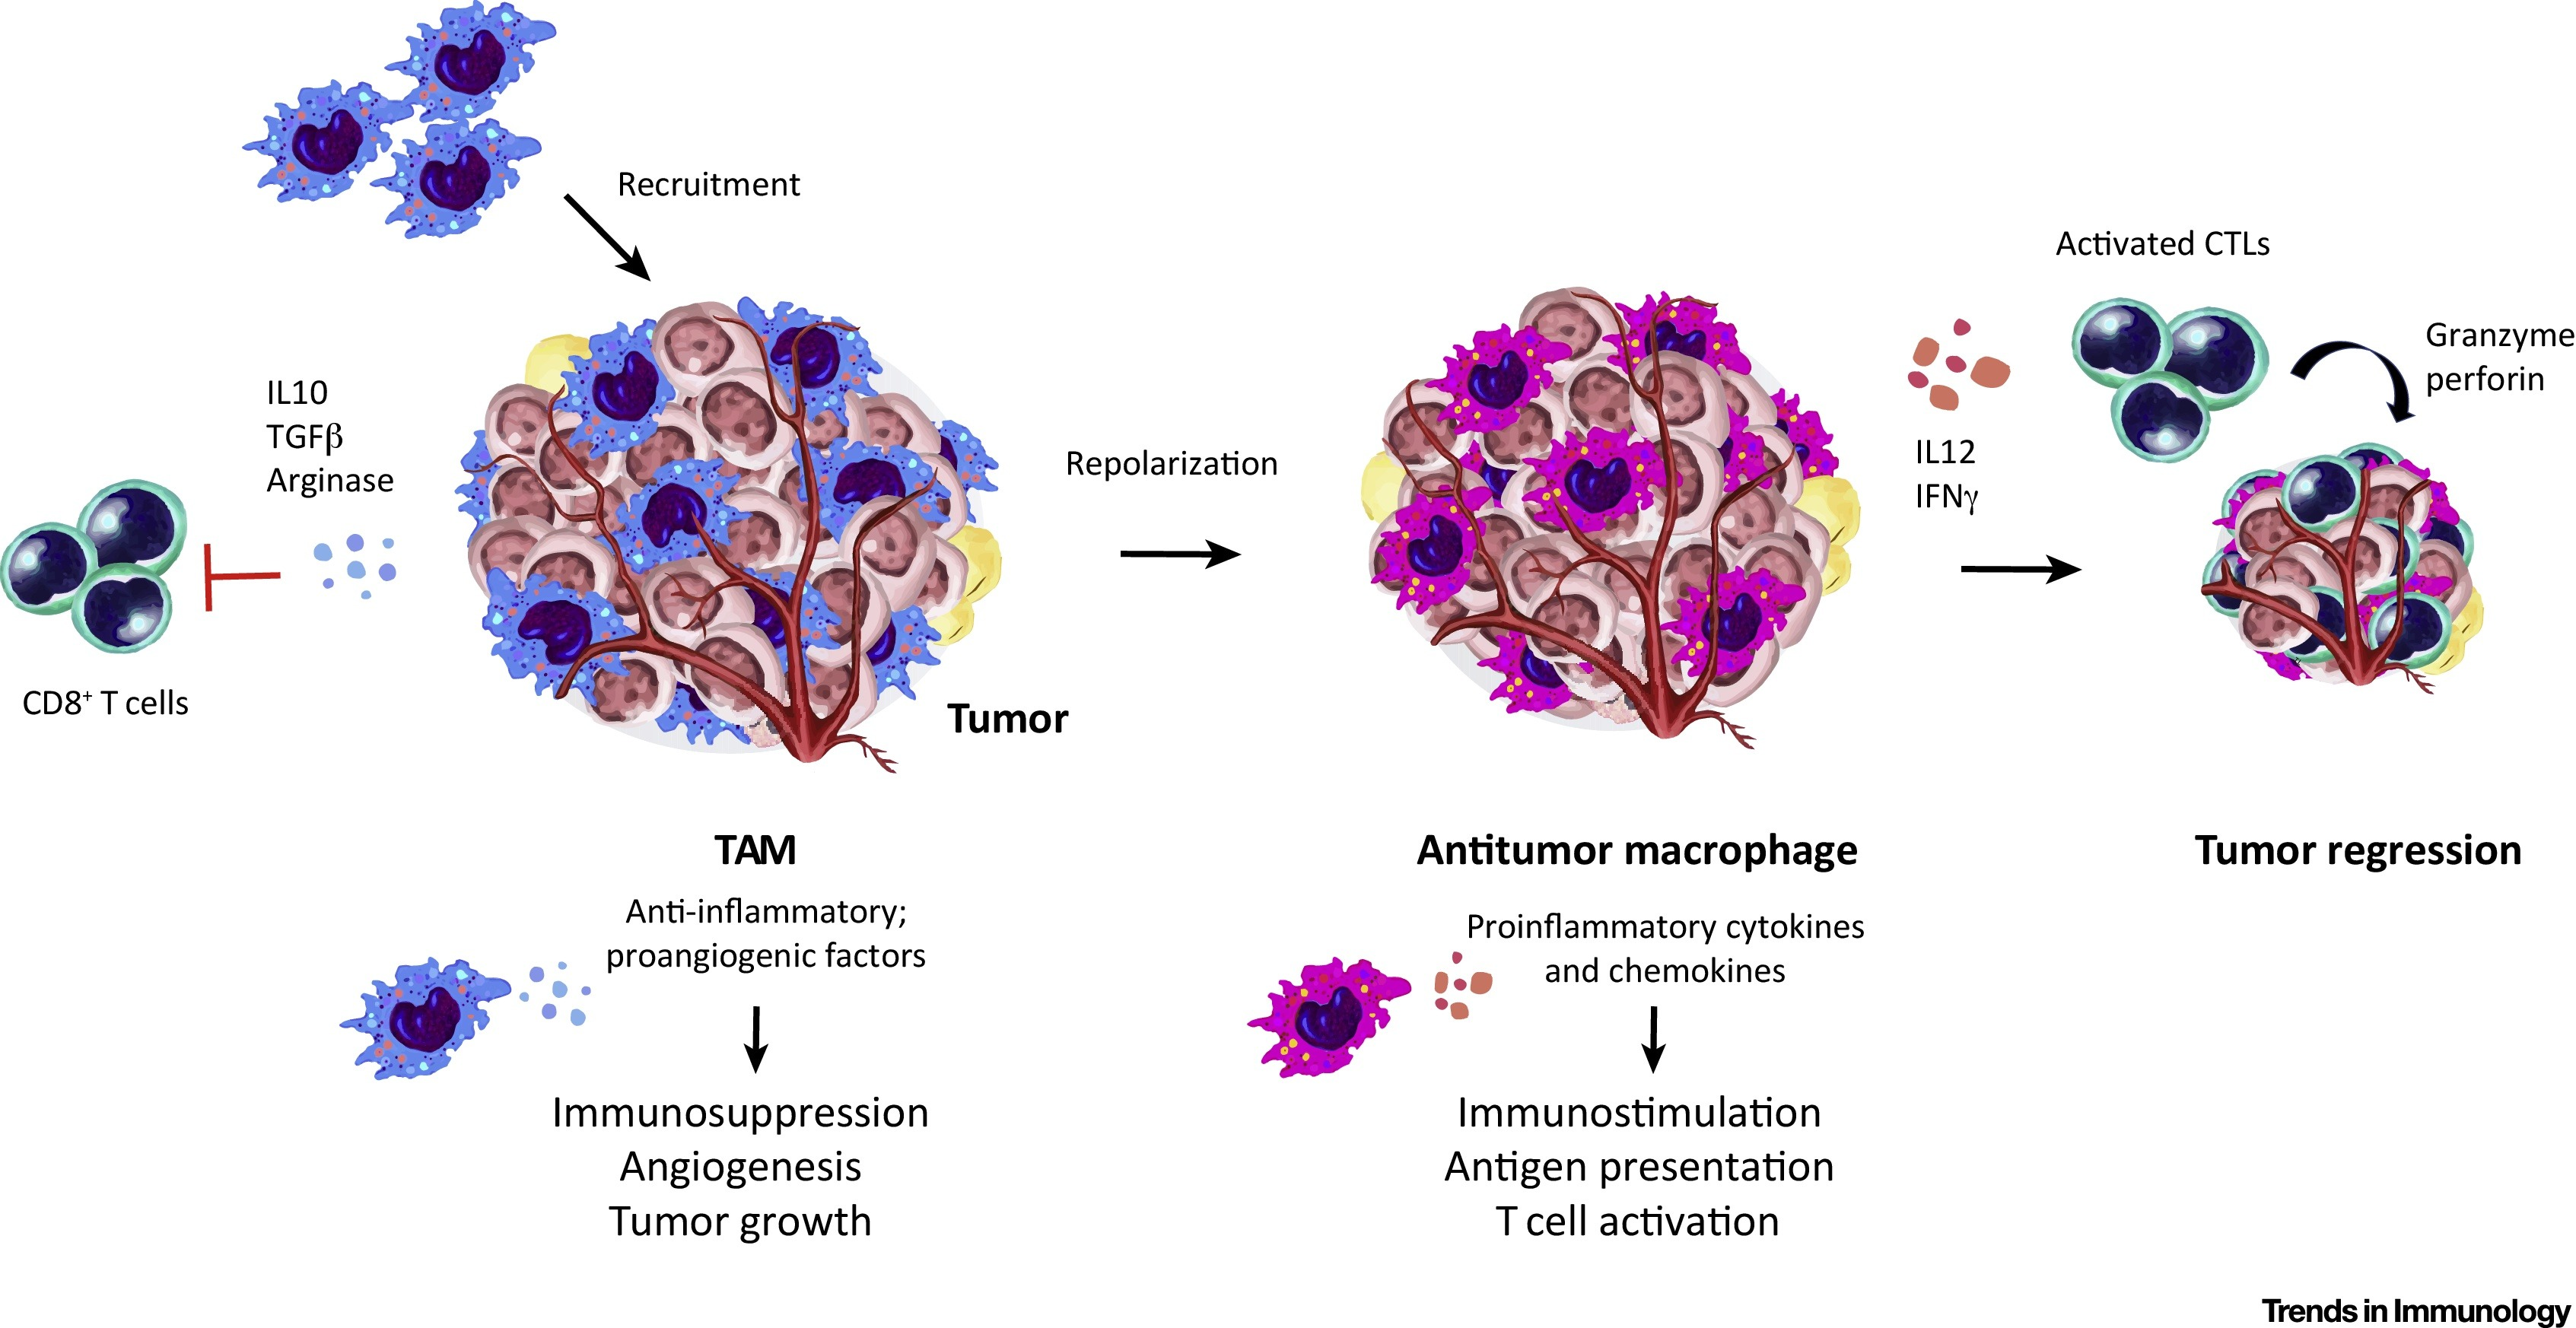 Recruitment
IL10
TGFβ
Arginase
CD8⁺ T cells
Tumor
Repolarization
Activated CTLs
Granzyme
perforin
IL12
IFNγ
TAM
Anti-inflammatory;
proangiogenic factors
Immunosuppression
Angiogenesis
Tumor growth
Antitumor macrophage
Proinflammatory cytokines
and chemokines
Immunostimulation
Antigen presentation
T cell activation
Tumor regression
Trends in Immunology